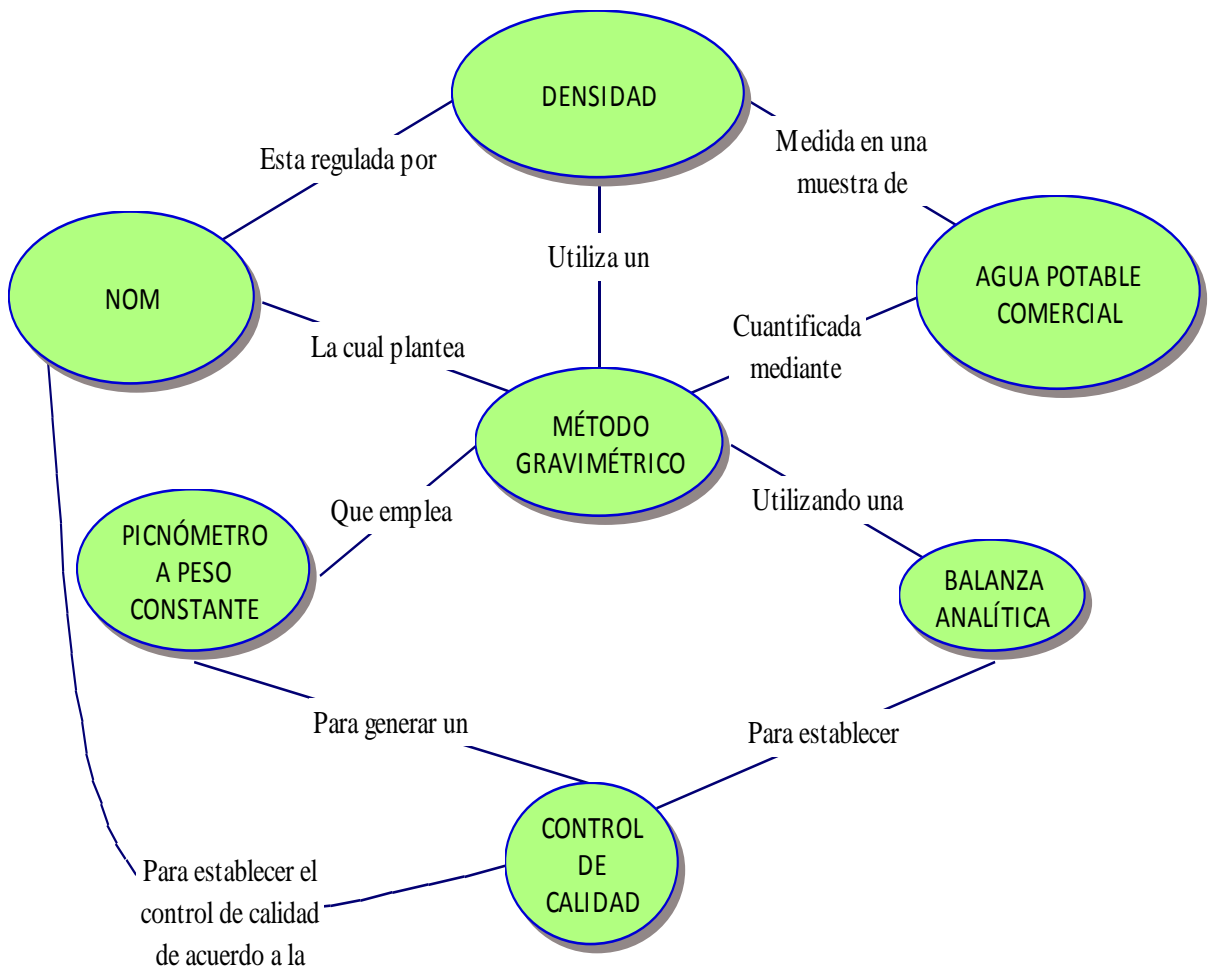 DENSIDAD
Esta regulada por
Medida en una
muestra de
Utiliza un
NOM
AGUA POTABLE
COMERCIAL
La cual plantea
Cuantificada
mediante
MÉTODO
GRAVIMÉTRICO
Que emplea
Utilizando una
PICNÓMETRO
A PESO
CONSTANTE
BALANZA
ANALÍTICA
Para generar un
Para establecer
CONTROL
DE
CALIDAD
Para establecer el
control de calidad
de acuerdo a la